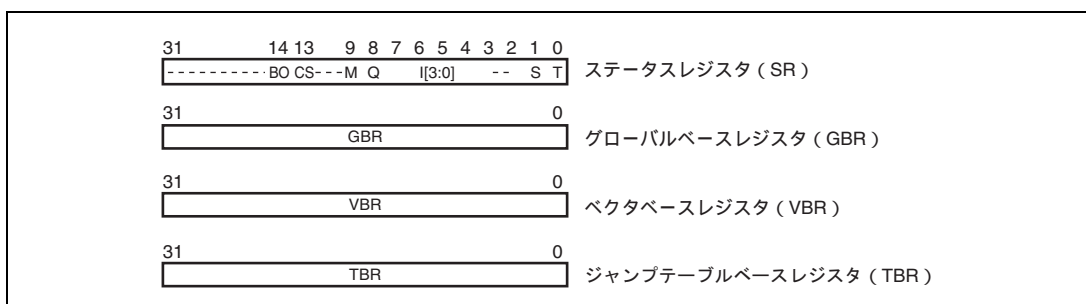 31 14 13 9 8 7 6 5 4 3 2 1 0
---------- BO CS---M Q I[3:0] -- S T ステータスレジスタ(SR)
31 0
GBR グローバルベースレジスタ(GBR)
31 0
VBR ベクタベースレジスタ(VBR)
31 0
TBR ジャンプテーブルベースレジスタ(TBR)